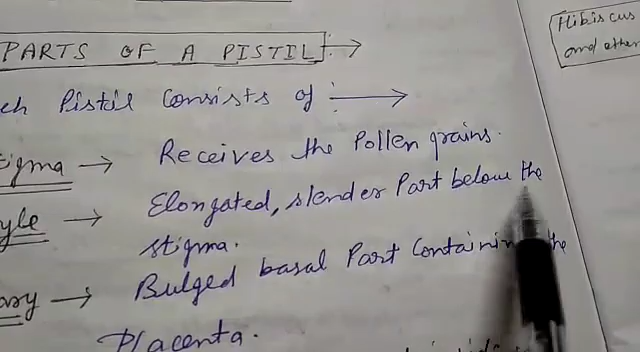 Hibiscus
and other
PARTS OF A PISTIL :→
Pistil Consists of :→
→ Receives the Pollen grains.
→ Elongated, slender Part below the
stigma.
→ Bulged basal Part Containing the
Placenta.